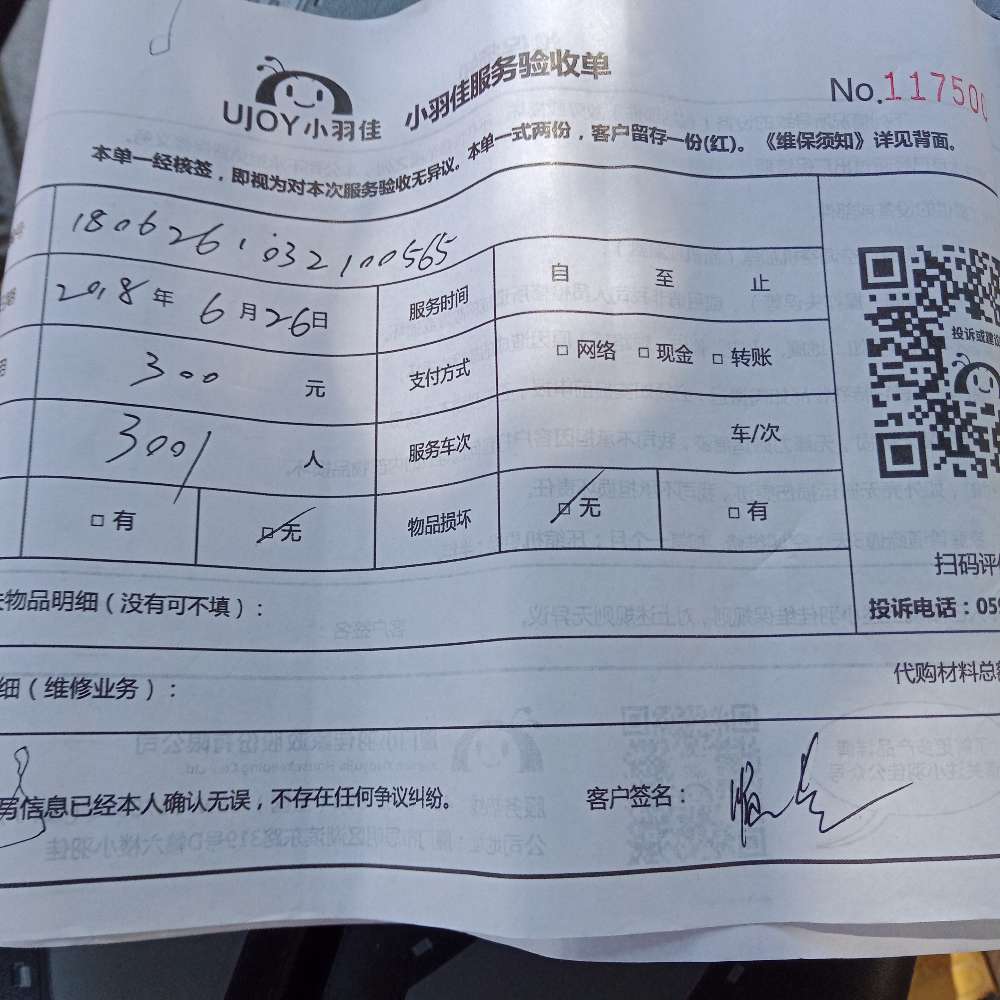 UJOY小羽佳
小羽佳服务验收单
No.117500
本单一经核签，即视为对本次服务验收无异议。本单一式两份，客户留存一份(红)。《维保须知》详见背面。
1806261032100565
2018年6月26日 服务时间 自 至 止
300 元 支付方式 □ 网络 □ 现金 □ 转账
3001 人 服务车次 车/次
□ 有 □ 无 物品损坏 □ 无 □ 有
投诉或建议
扫码评价
投诉电话：059
物品明细（没有可不填）：
细（维修业务）：
代购材料总额
写信息已经本人确认无误，不存在任何争议纠纷。
客户签名：